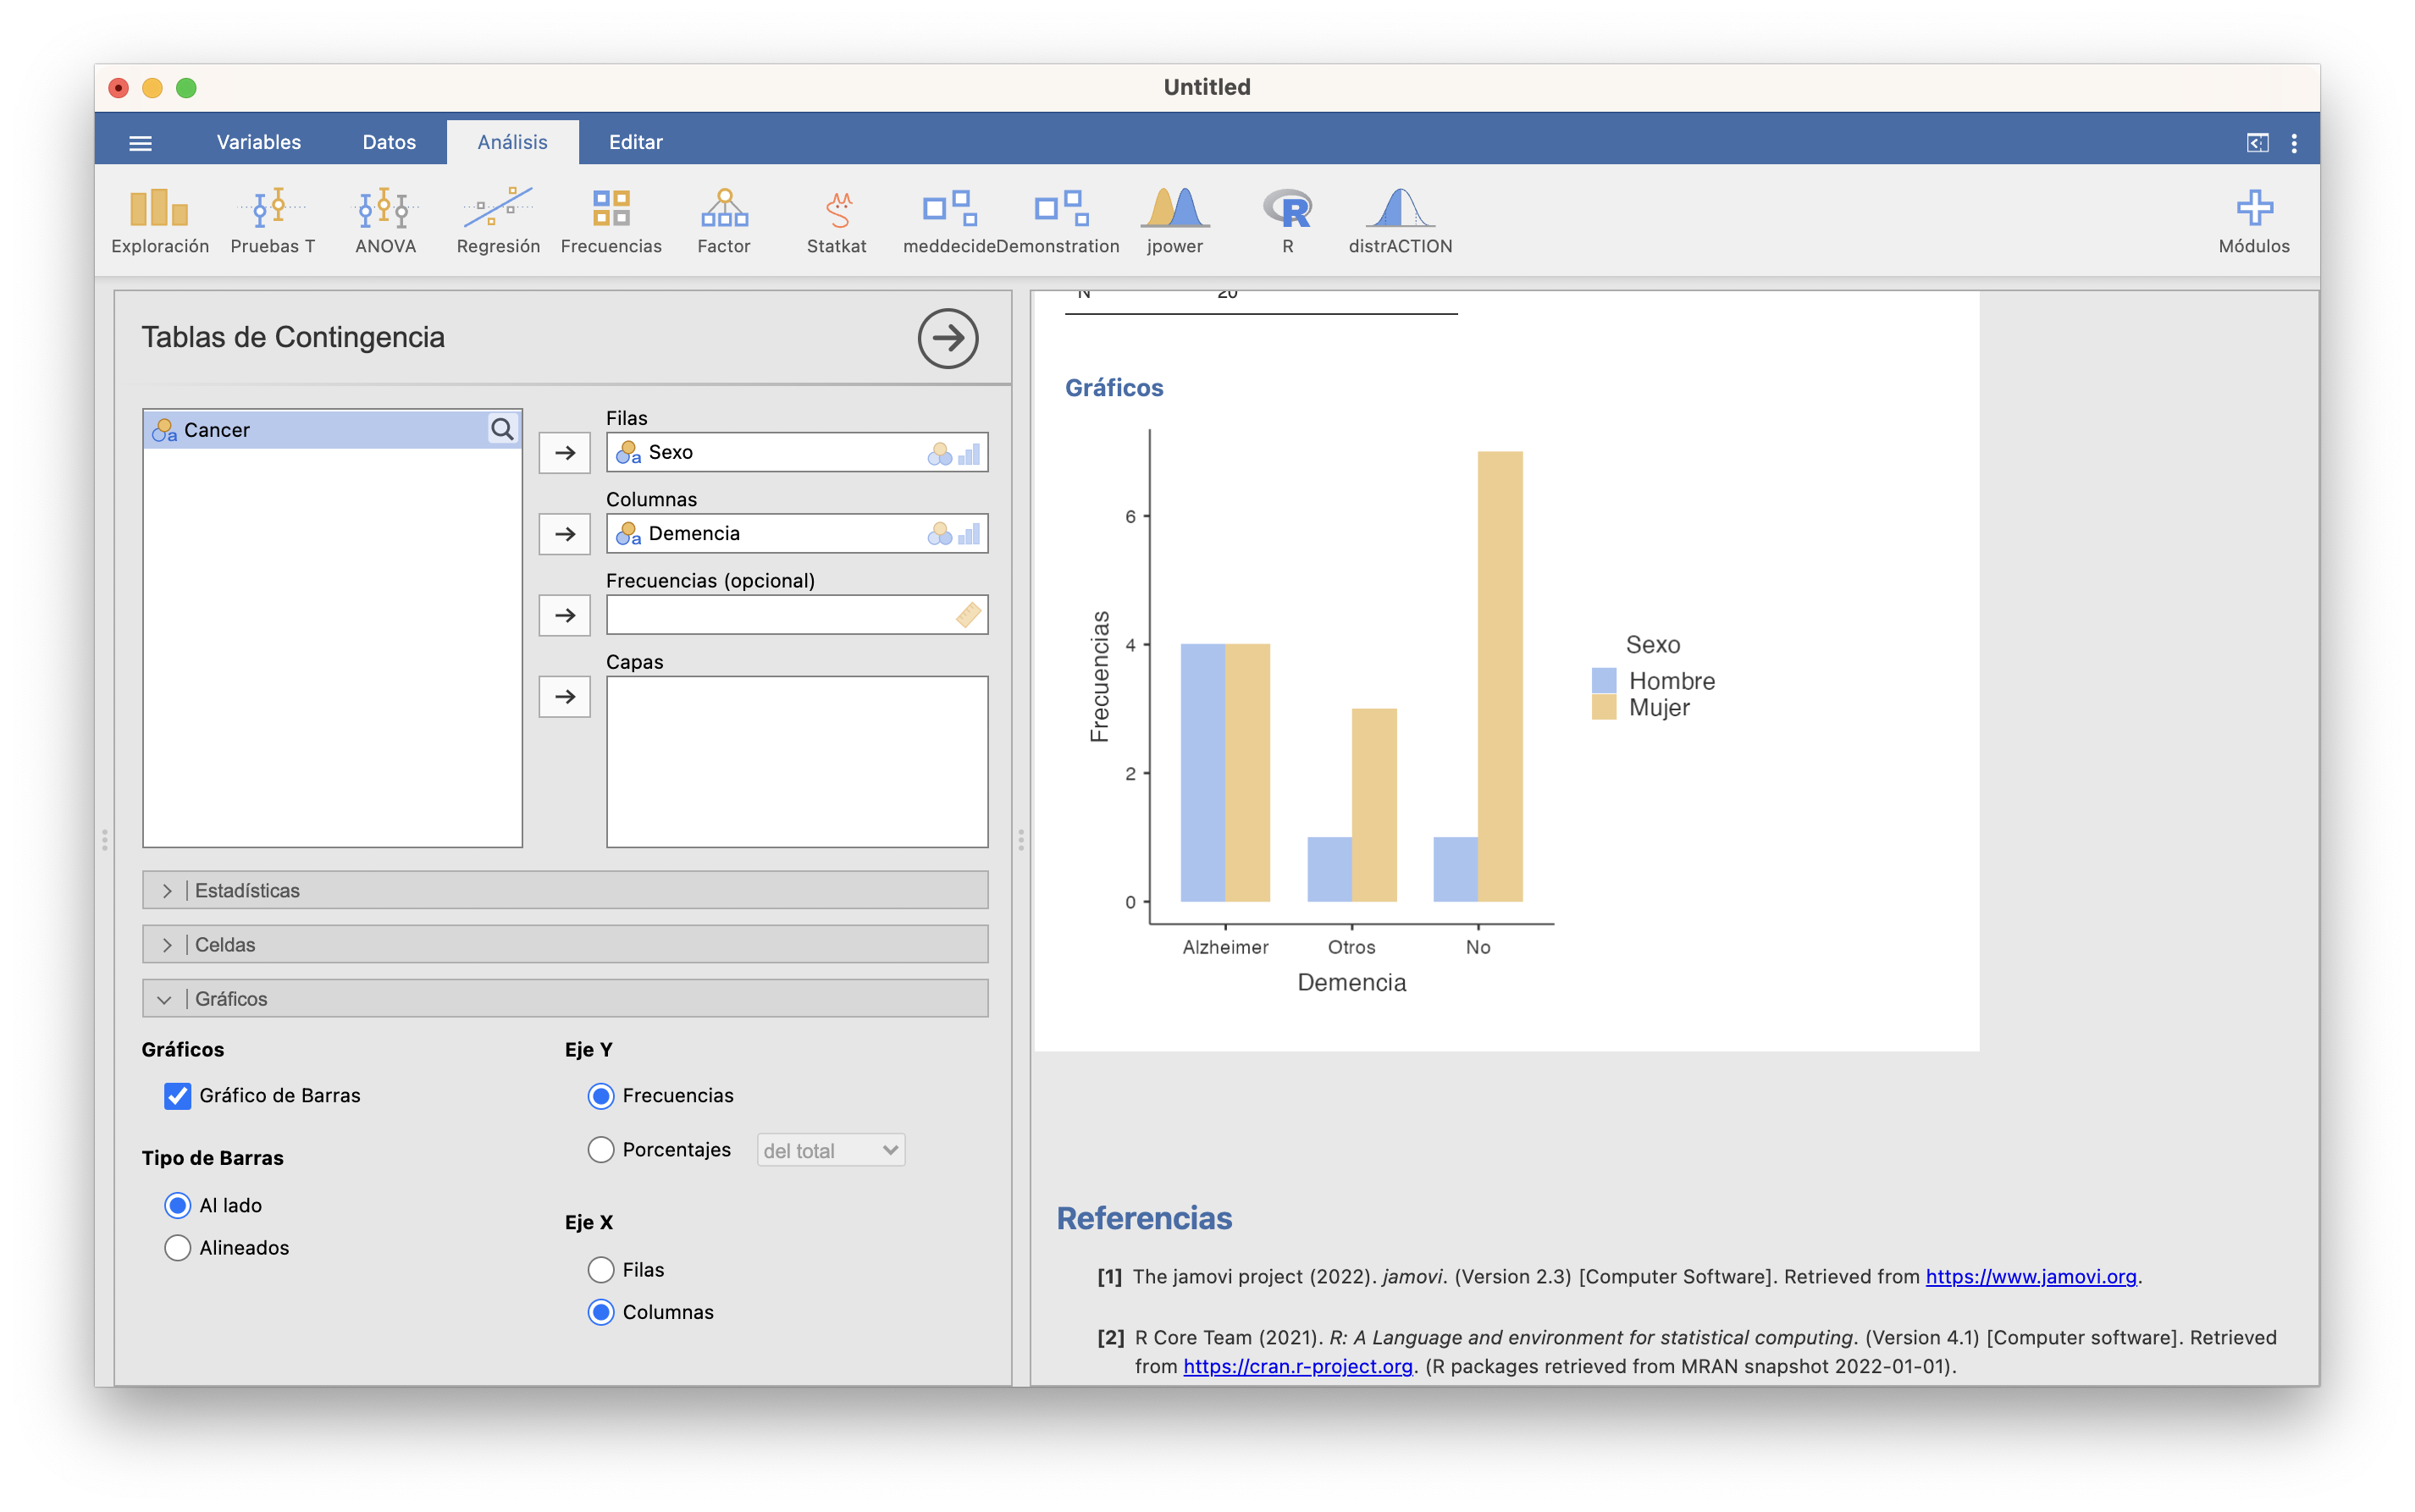 Untitled
Variables Datos Análisis Editar
Exploración Pruebas T ANOVA Regresión Frecuencias Factor Statkat meddecide Demonstration jpower R distrACTION Módulos
Tablas de Contingencia
Cancer
Filas
Sexo
Columnas
Demencia
Frecuencias (opcional)
Capas
Estadísticas
Celdas
Gráficos
Gráficos
Gráfico de Barras
Tipo de Barras
Al lado
Alineados
Eje Y
Frecuencias
Porcentajes del total
Eje X
Filas
Columnas
N 20
Gráficos
Frecuencias
6
4
2
0
Alzheimer Otros No
Demencia
Sexo
Hombre
Mujer
Referencias
[1] The jamovi project (2022). jamovi. (Version 2.3) [Computer Software]. Retrieved from https://www.jamovi.org.
[2] R Core Team (2021). R: A Language and environment for statistical computing. (Version 4.1) [Computer software]. Retrieved
from https://cran.r-project.org. (R packages retrieved from MRAN snapshot 2022-01-01).